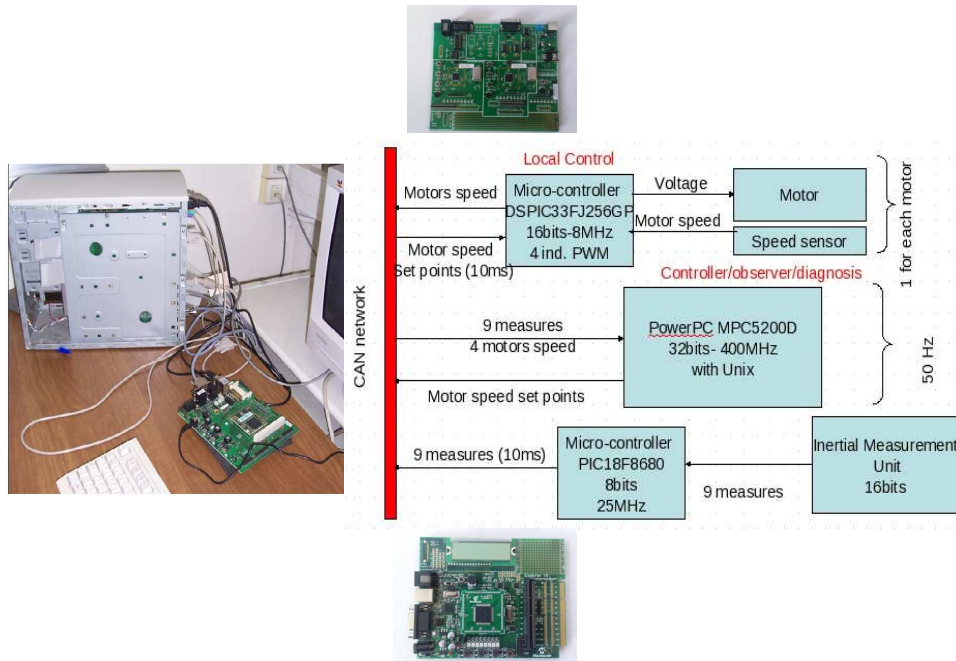 Local Control
Motors speed
Micro-controller
DSPIC33FJ256GP
16bits-8MHz
4 ind. PWM
Voltage
Motor
Motor speed
Speed sensor
Motor speed
Set points (10ms)
1 for each motor
Controller/observer/diagnosis
CAN network
9 measures
4 motors speed
PowerPC MPC5200D
32bits- 400MHz
with Unix
50 Hz
Motor speed set points
9 measures (10ms)
Micro-controller
PIC18F8680
8bits
25MHz
9 measures
Inertial Measurement
Unit
16bits